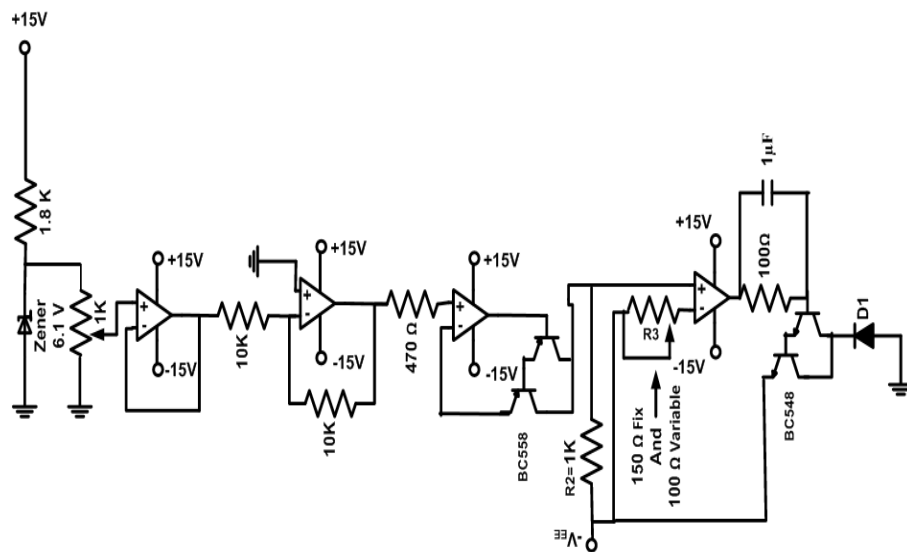 +15V
1.8 K
Zener
6.1 V
1K
+
-
+15V
-15V
10K
+
-
+15V
-15V
10K
470 Ω
+
-
+15V
-15V
BC558
R2=1K
-VEE
R3
150 Ω Fix
And
100 Ω Variable
+
-
+15V
-15V
1μF
100Ω
BC548
D1